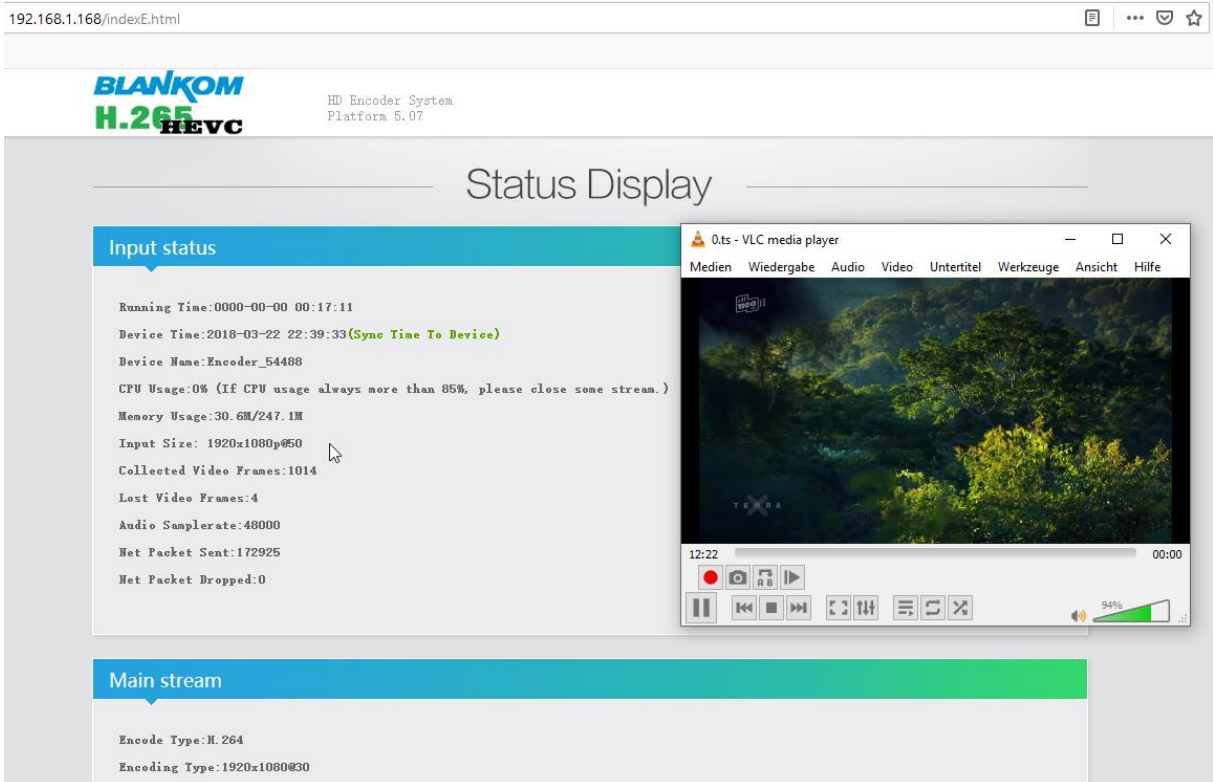 192.168.1.168/indexE.html
BLANKOM
H.265
HEVC
HD Encoder System
Platform 5.07
Status Display
Input status
Running Time:0000-00-00 00:17:11
Device Time:2018-03-22 22:39:33(Sync Time To Device)
Device Name:Encoder_54488
CPU Usage:0% (If CPU usage always more than 85%, please close some stream.)
Memory Usage:30.6M/247.1M
Input Size: 1920x1080p@50
Collected Video Frames:1014
Lost Video Frames:4
Audio Samplerate:48000
Net Packet Sent:172925
Net Packet Dropped:0
0.ts - VLC media player
Medien Wiedergabe Audio Video Untertitel Werkzeuge Ansicht Hilfe
neo
TERRA X
12:22 00:00
A B
94%
Main stream
Encode Type:H.264
Encoding Type:1920x1080@30